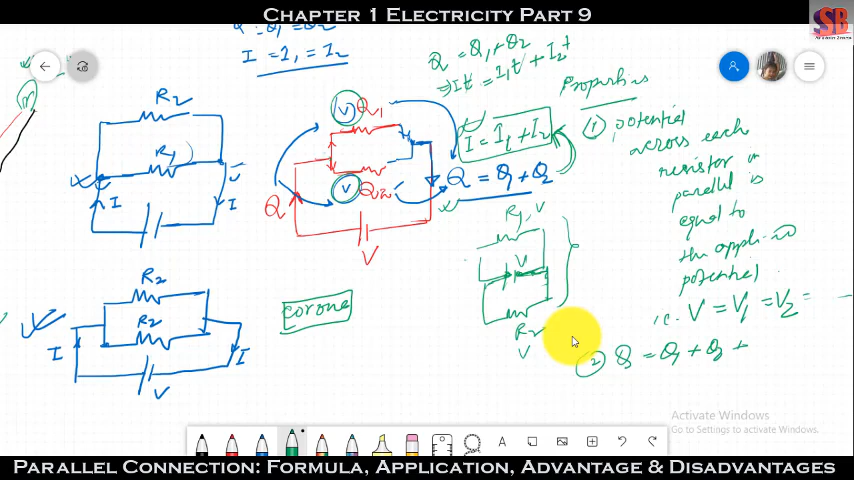 CHAPTER 1 ELECTRICITY PART 9
SB
I = I1 = I2
Q = Q1 + Q2
⇒ It = I1t + I2t
I = I1 + I2
Q = Q1 + Q2
Properties
1 potential
across each
resistor in
parallel is
equal to
the applied
potential.
i.e. V = V1 = V2 =
2 Q = Q1 + Q2 +
R2
R1
I
V
I
V
Q1
V
Q
V
R1, V
V
R2
V
R2
R2
I
I
V
corona
A
Activate Windows
Go to Settings to activate Windows.
PARALLEL CONNECTION: FORMULA, APPLICATION, ADVANTAGE & DISADVANTAGES